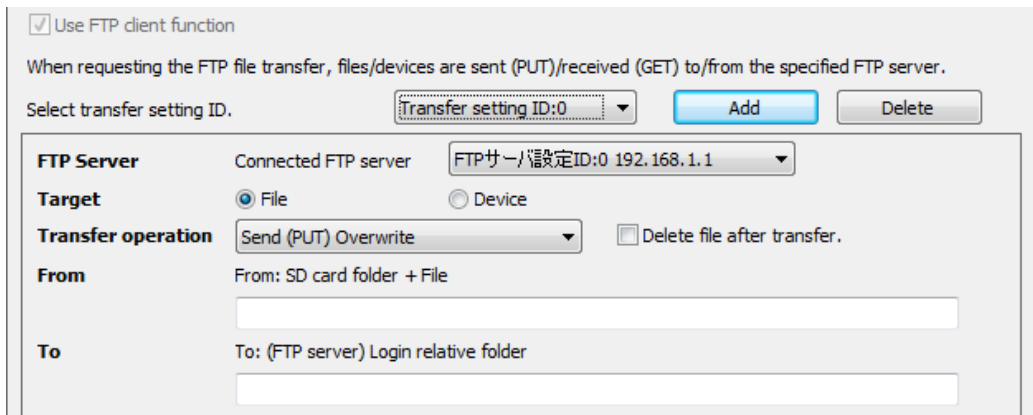 Use FTP client function
When requesting the FTP file transfer, files/devices are sent (PUT)/received (GET) to/from the specified FTP server.
Select transfer setting ID. Transfer setting ID:0 Add Delete
FTP Server Connected FTP server FTPサーバ設定ID:0 192.168.1.1
Target File Device
Transfer operation Send (PUT) Overwrite Delete file after transfer.
From From: SD card folder + File
To To: (FTP server) Login relative folder